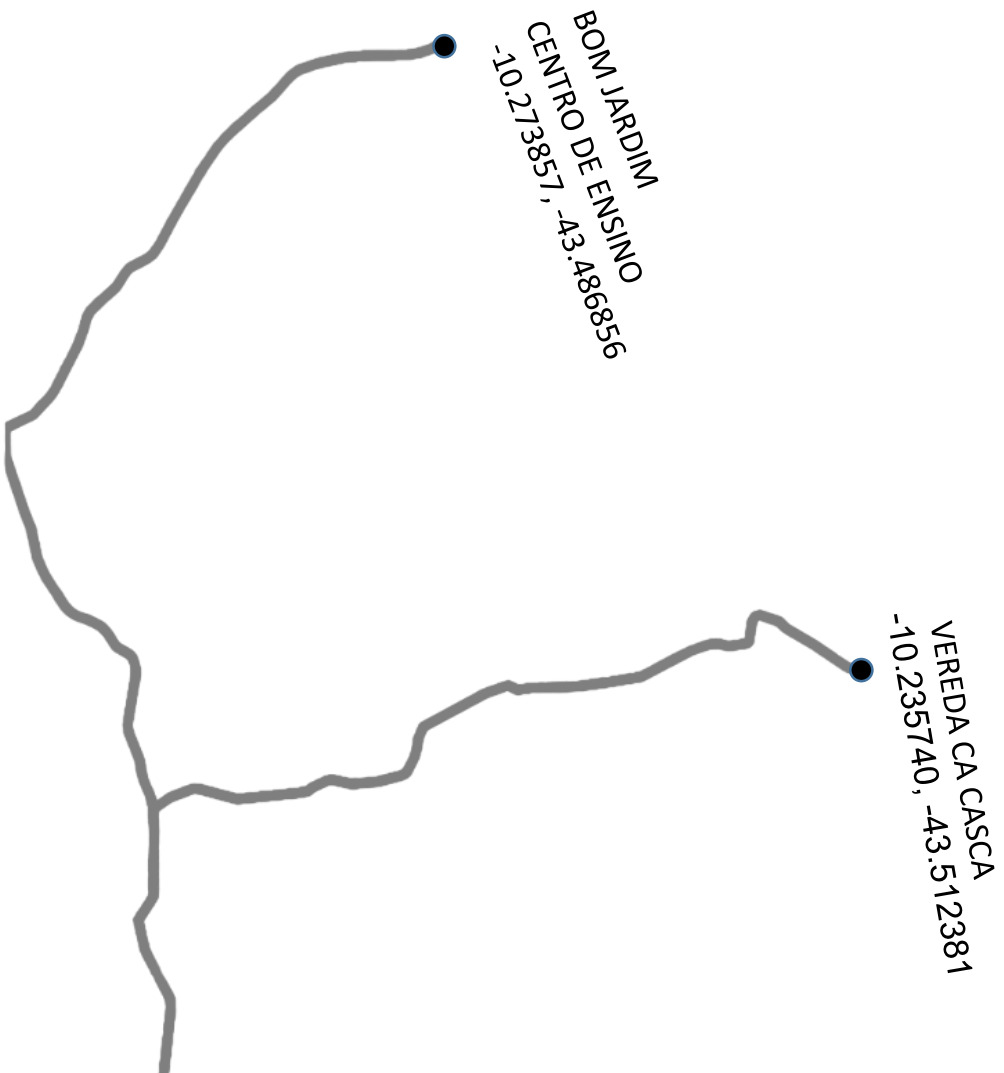 BOM JARDIM
CENTRO DE ENSINO
-10.273857, -43.486856
VEREDA CA CASCA
-10.235740, -43.512381